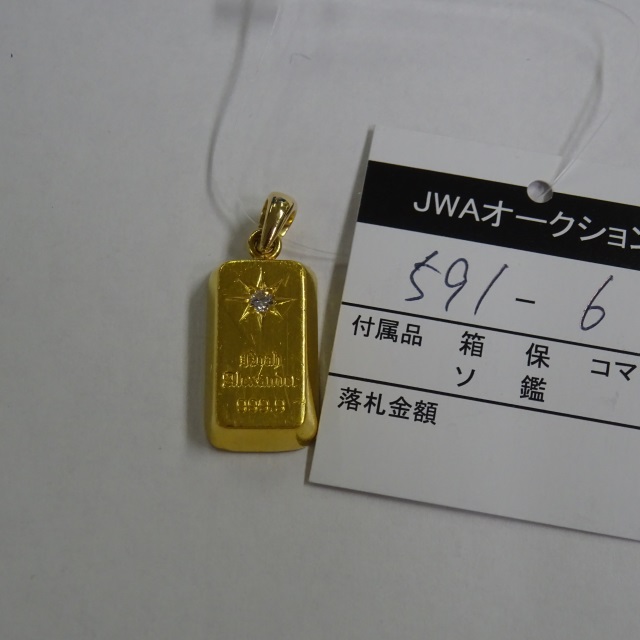 JWAオークション
591-6
付属品 箱 保 コマ
ソ 鑑
落札金額
Alexander
999.9